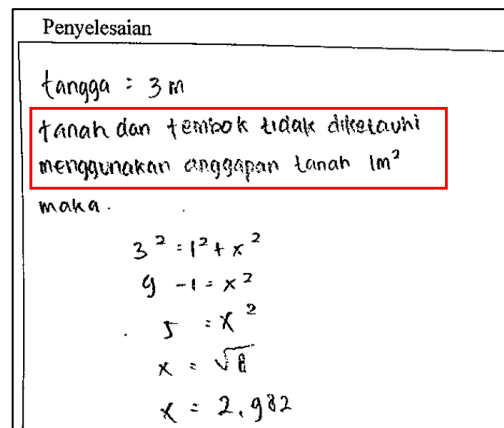 Penyelesaian
tangga : 3 m
tanah dan tembok tidak diketauhi
menggunakan anggapan tanah 1m²
maka.
3² = 1² + x²
9 - 1 = x²
5 = x²
x = √8
x = 2,982